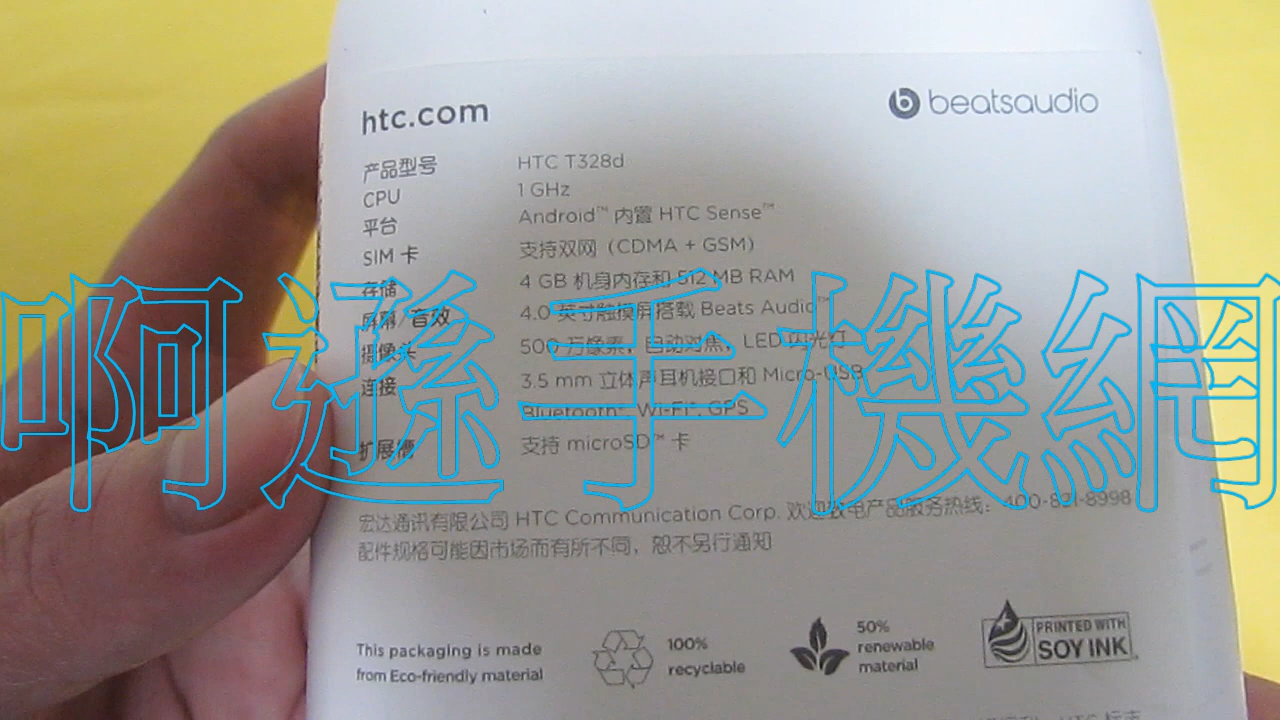 htc.com
beatsaudio
产品型号 HTC T328d
CPU 1 GHz
平台 Android™ 内置 HTC Sense™
SIM 卡 支持双网（CDMA + GSM）
存储 4 GB 机身内存和 512 MB RAM
屏幕/音效 4.0 英寸触摸屏搭载 Beats Audio™
摄像头 500 万像素，自动对焦，LED 闪光灯
连接 3.5 mm 立体声耳机接口和 Micro-USB
Bluetooth®, Wi-Fi®, GPS
扩展槽 支持 microSD™ 卡
啊遜手機網
宏达通讯有限公司 HTC Communication Corp. 欢迎致电产品服务热线：400-821-8998
配件规格可能因市场而有所不同，恕不另行通知
This packaging is made
from Eco-friendly material
100%
recyclable
50%
renewable
material
PRINTED WITH
SOY INK